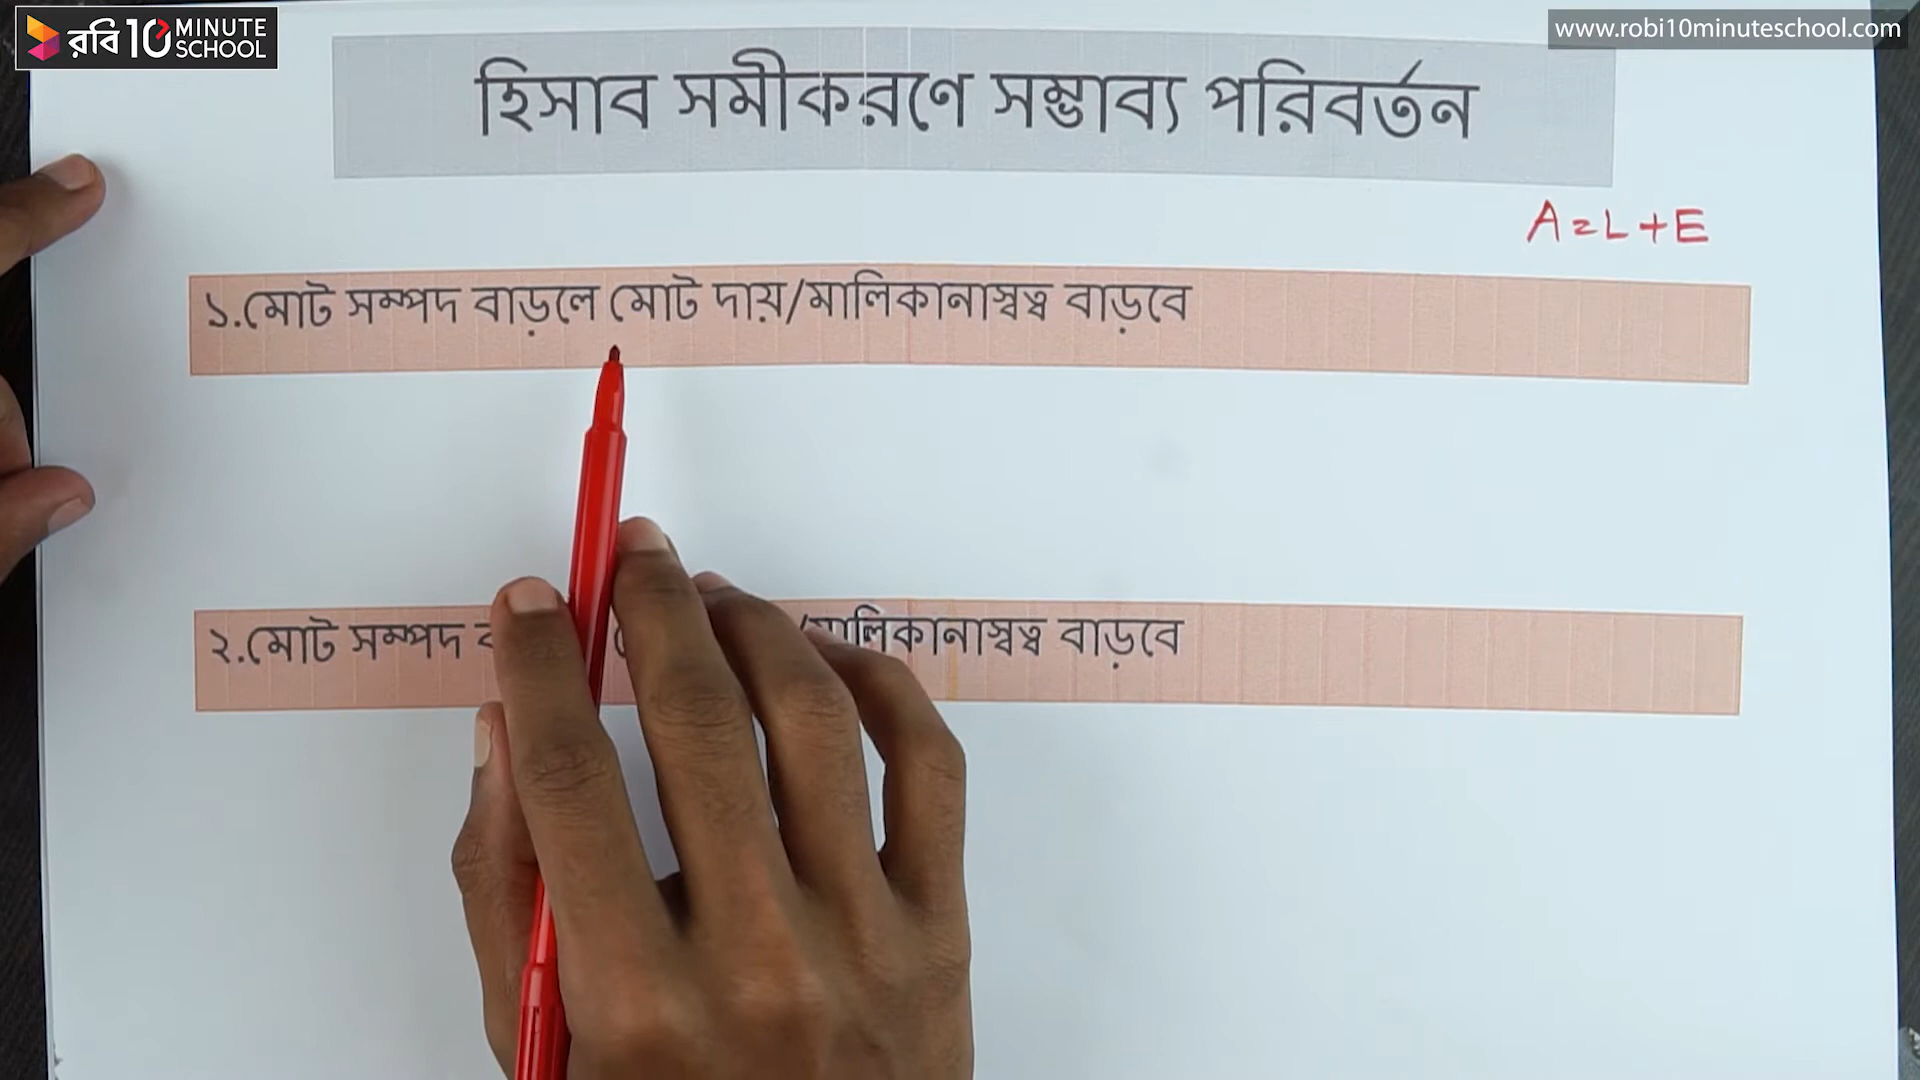 রবি 10 MINUTE SCHOOL
www.robi10minuteschool.com
হিসাব সমীকরণে সম্ভাব্য পরিবর্তন
A=L+E
১.মোট সম্পদ বাড়লে মোট দায়/মালিকানাস্বত্ব বাড়বে
২.মোট সম্পদ /মালিকানাস্বত্ব বাড়বে